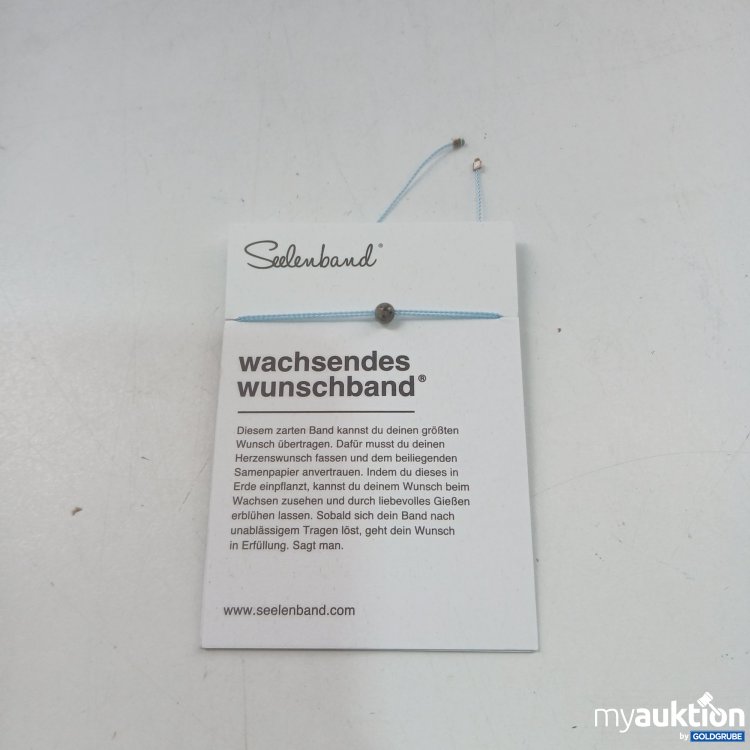 Seelenband®
wachsendes
wunschband®
Diesem zarten Band kannst du deinen größten
Wunsch übertragen. Dafür musst du deinen
Herzenswunsch fassen und dem beiliegenden
Samenpapier anvertrauen. Indem du dieses in
Erde einpflanzt, kannst du deinem Wunsch beim
Wachsen zusehen und durch liebevolles Gießen
erblühen lassen. Sobald sich dein Band nach
unablässigem Tragen löst, geht dein Wunsch
in Erfüllung. Sagt man.
www.seelenband.com
myauktion
by GOLDGRUBE